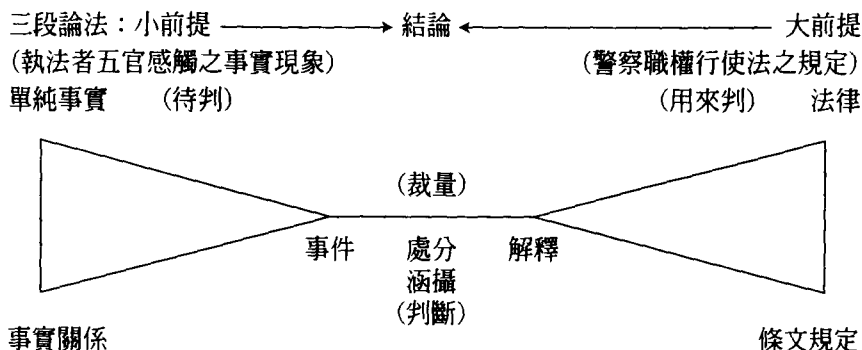 三段論法：小前提 結論 大前提
(執法者五官感觸之事實現象) (警察職權行使法之規定)
單純事實 (待判) (用來判) 法律
(裁量)
事件 處分 解釋
涵攝
(判斷)
事實關係 條文規定